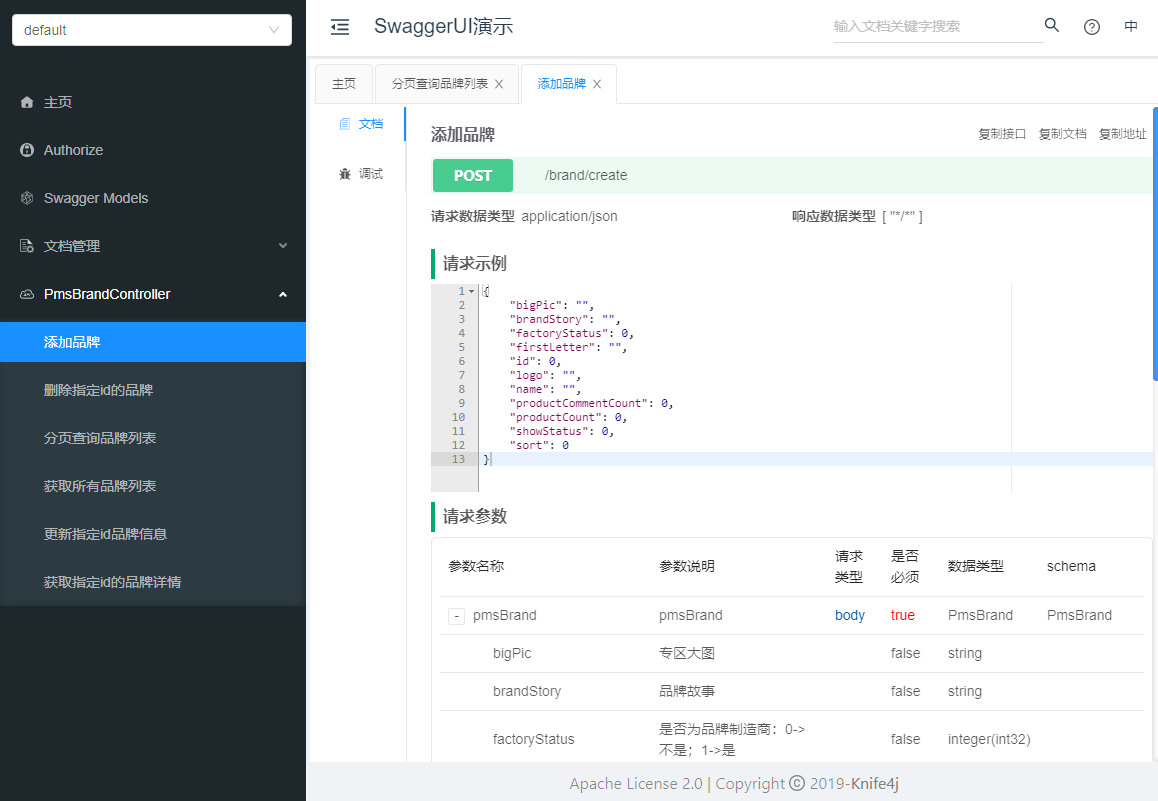 default
主页
Authorize
Swagger Models
文档管理
PmsBrandController
添加品牌
删除指定id的品牌
分页查询品牌列表
获取所有品牌列表
更新指定id品牌信息
获取指定id的品牌详情
SwaggerUI演示
输入文档关键字搜索
中
主页
分页查询品牌列表
添加品牌
文档
调试
添加品牌
复制接口 复制文档 复制地址
POST /brand/create
请求数据类型 application/json 响应数据类型 [ "*/*" ]
请求示例
1 {
2 "bigPic": "",
3 "brandStory": "",
4 "factoryStatus": 0,
5 "firstLetter": "",
6 "id": 0,
7 "logo": "",
8 "name": "",
9 "productCommentCount": 0,
10 "productCount": 0,
11 "showStatus": 0,
12 "sort": 0
13 }
请求参数
参数名称 参数说明 请求类型 是否必须 数据类型 schema
- pmsBrand pmsBrand body true PmsBrand PmsBrand
bigPic 专区大图 false string
brandStory 品牌故事 false string
factoryStatus 是否为品牌制造商：0->不是；1->是 false integer(int32)
Apache License 2.0 | Copyright © 2019-Knife4j